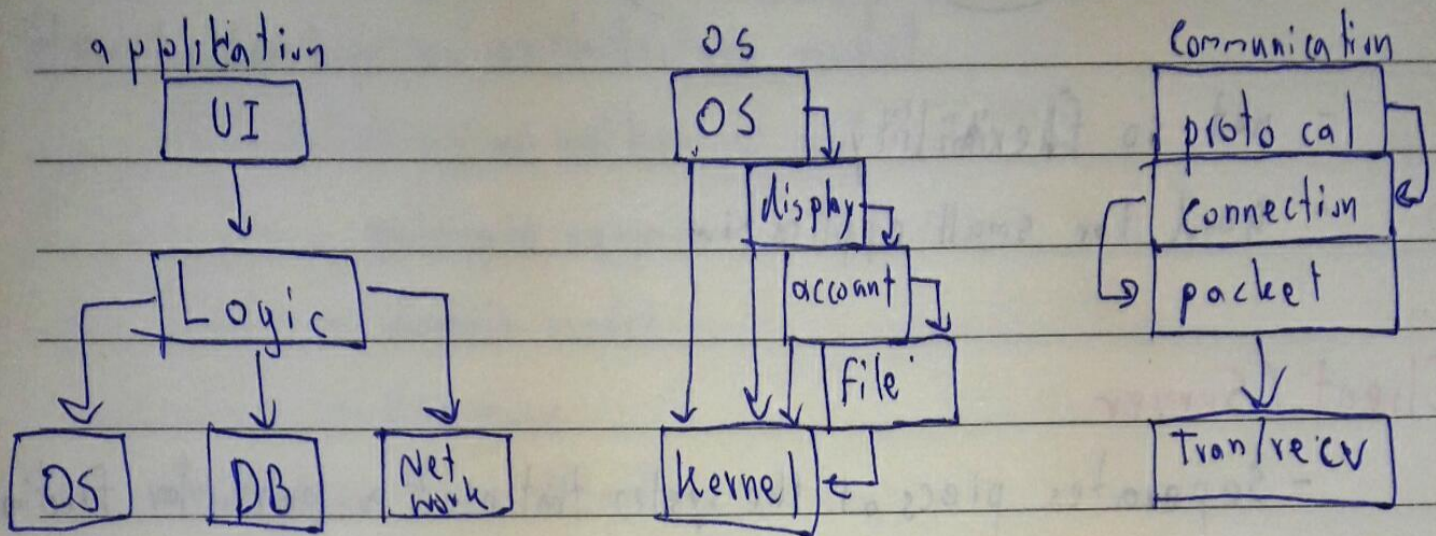 application
OS
Communication
UI
OS
proto cal
display
connection
Logic
account
packet
file
OS
DB
Net
work
Kernel
Tran/recv